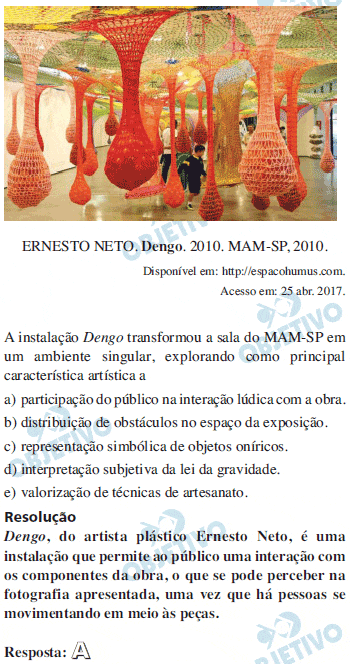 OBJETIVO
ERNESTO NETO. Dengo. 2010. MAM-SP, 2010.
Disponível em: http://espacohumus.com.
Acesso em: 25 abr. 2017.
OBJETIVO
A instalação Dengo transformou a sala do MAM-SP em
um ambiente singular, explorando como principal
característica artística a
a) participação do público na interação lúdica com a obra.
b) distribuição de obstáculos no espaço da exposição.
c) representação simbólica de objetos oníricos.
d) interpretação subjetiva da lei da gravidade.
e) valorização de técnicas de artesanato.
OBJETIVO
OBJETIVO
Resolução
Dengo, do artista plástico Ernesto Neto, é uma
instalação que permite ao público uma interação com
os componentes da obra, o que se pode perceber na
fotografia apresentada, uma vez que há pessoas se
movimentando em meio às peças.
OBJETIVO
Resposta: A
OBJETIVO